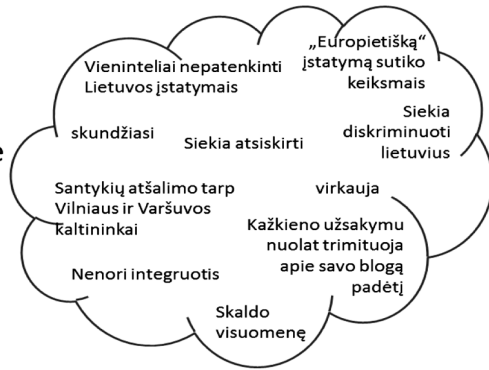 „Europietišką“
įstatymą sutiko
keiksmais
Vieninteliai nepatenkinti
Lietuvos įstatymais
Siekia
diskriminuoti
lietuvius
skundžiasi
Siekia atsiskirti
e
Santykių atšalimo tarp
Vilniaus ir Varšuvos
kaltininkai
virkauja
Kažkieno užsakymu
nuolat trimituoja
apie savo blogą
padėtį
Nenori integruotis
Skaldo
visuomenę